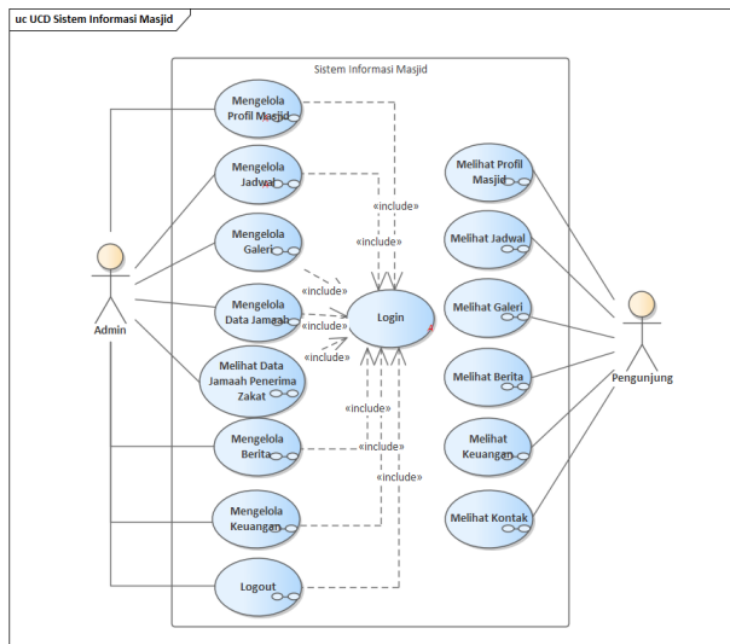 uc UCD Sistem Informasi Masjid
Sistem Informasi Masjid
Mengelola
Profil Masjid
Mengelola
Jadwal
Mengelola
Galeri
Mengelola
Data Jamaah
Melihat Data
Jamaah Penerima
Zakat
Mengelola
Berita
Mengelola
Keuangan
Logout
Admin
«include»
«include»
«include»
«include»
«include»
«include»
«include»
«include»
Login
Melihat Profil
Masjid
Melihat Jadwal
Melihat Galeri
Melihat Berita
Melihat
Keuangan
Melihat Kontak
Pengunjung